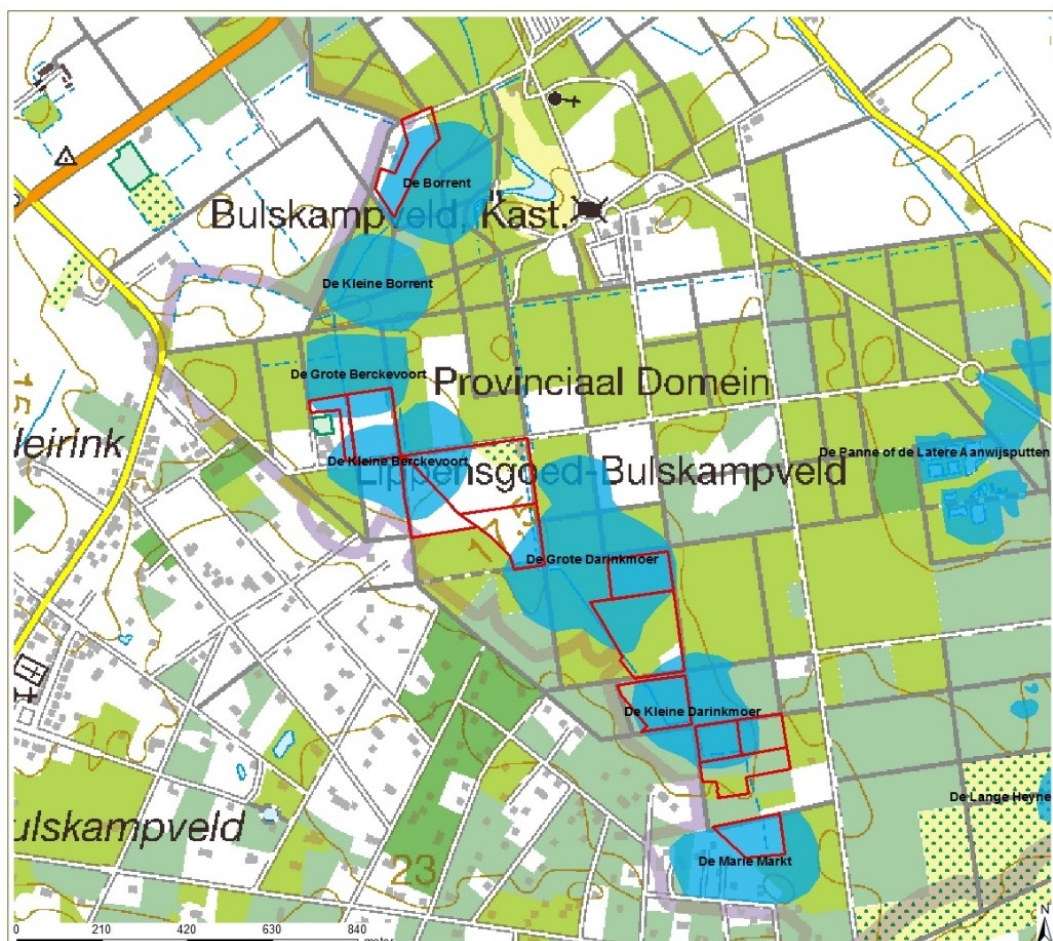 De Borrent
Bulskampveld, Kast.
De Kleine Borrent
De Grote Berckevoort
Provinciaal Domein
15
leirink
De Kleine Berckevoort
Lippensgoed-Bulskampveld
De Panne of de Latere Aanwijsputten
De Grote Darinkmoer
De Kleine Darinkmoer
De Lange Heyne
ulskampveld
De Marie Markt
23
N
0 210 420 630 840
meter